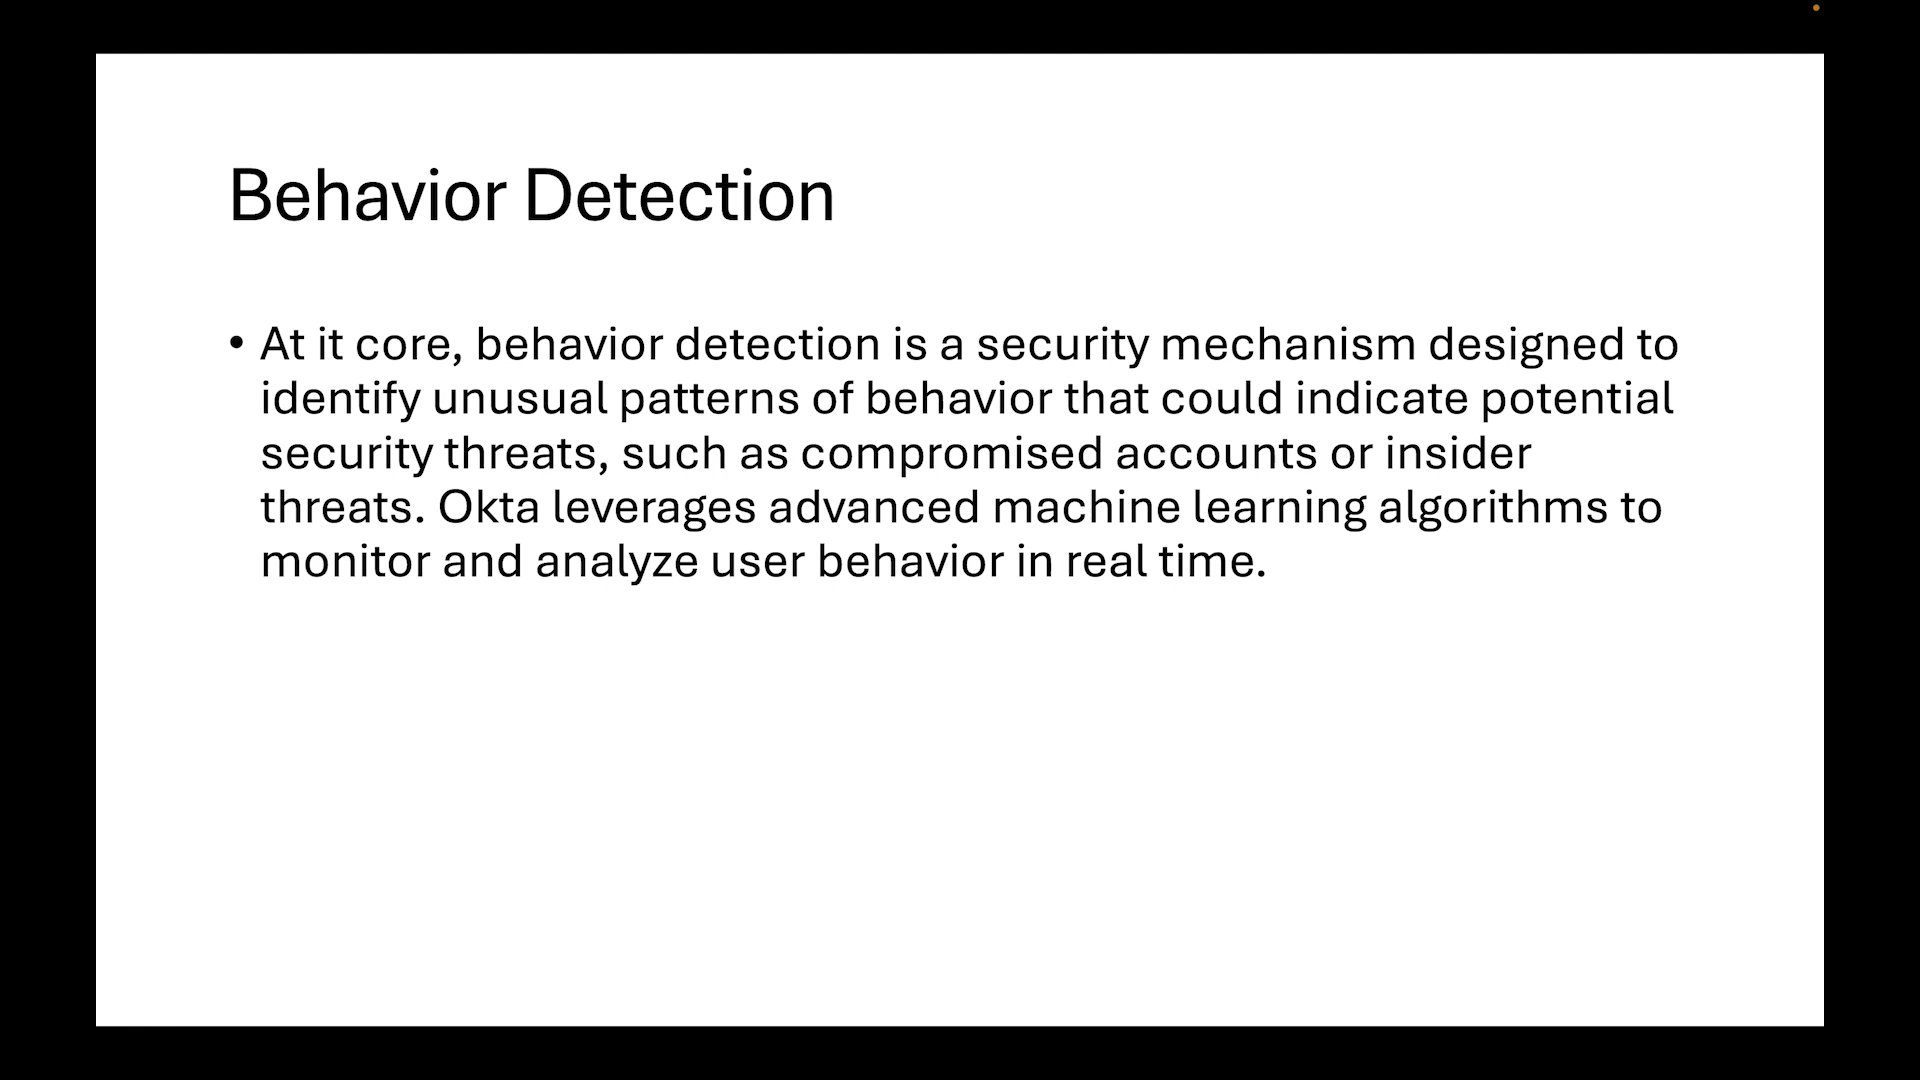 Behavior Detection
• At it core, behavior detection is a security mechanism designed to
identify unusual patterns of behavior that could indicate potential
security threats, such as compromised accounts or insider
threats. Okta leverages advanced machine learning algorithms to
monitor and analyze user behavior in real time.